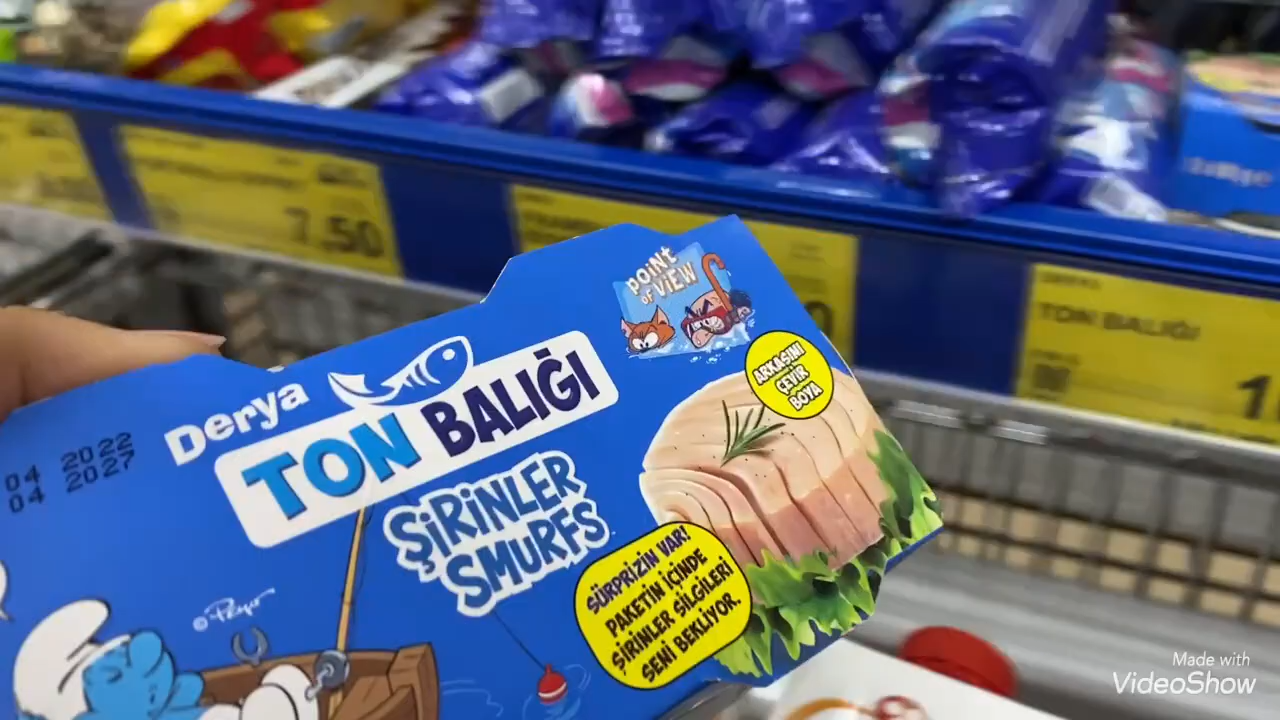 7.50
POINT
OF VIEW
Derya
TON BALIĞI
ŞİRİNLER
SMURFS
04 2022
04 2027
ARKASINI
ÇEVİR
BOYA
SÜRPRİZİN VAR!
PAKETİN İÇİNDE
ŞİRİNLER SİLGİLERİ
SENİ BEKLİYOR.
© Peyo
TON BALIĞI
1
Made with
VideoShow